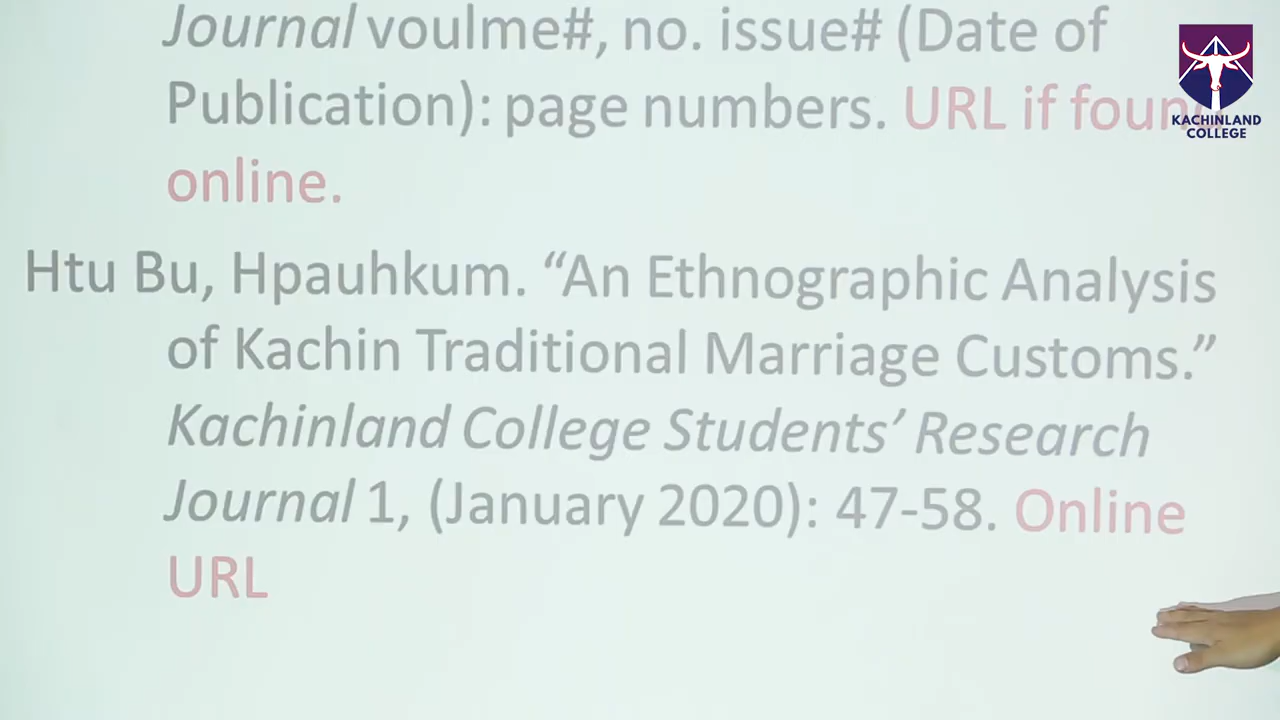 Journal voulme#, no. issue# (Date of
Publication): page numbers. URL if found
online.
Htu Bu, Hpauhkum. “An Ethnographic Analysis
of Kachin Traditional Marriage Customs.”
Kachinland College Students’ Research
Journal 1, (January 2020): 47-58. Online
URL
KACHINLAND
COLLEGE